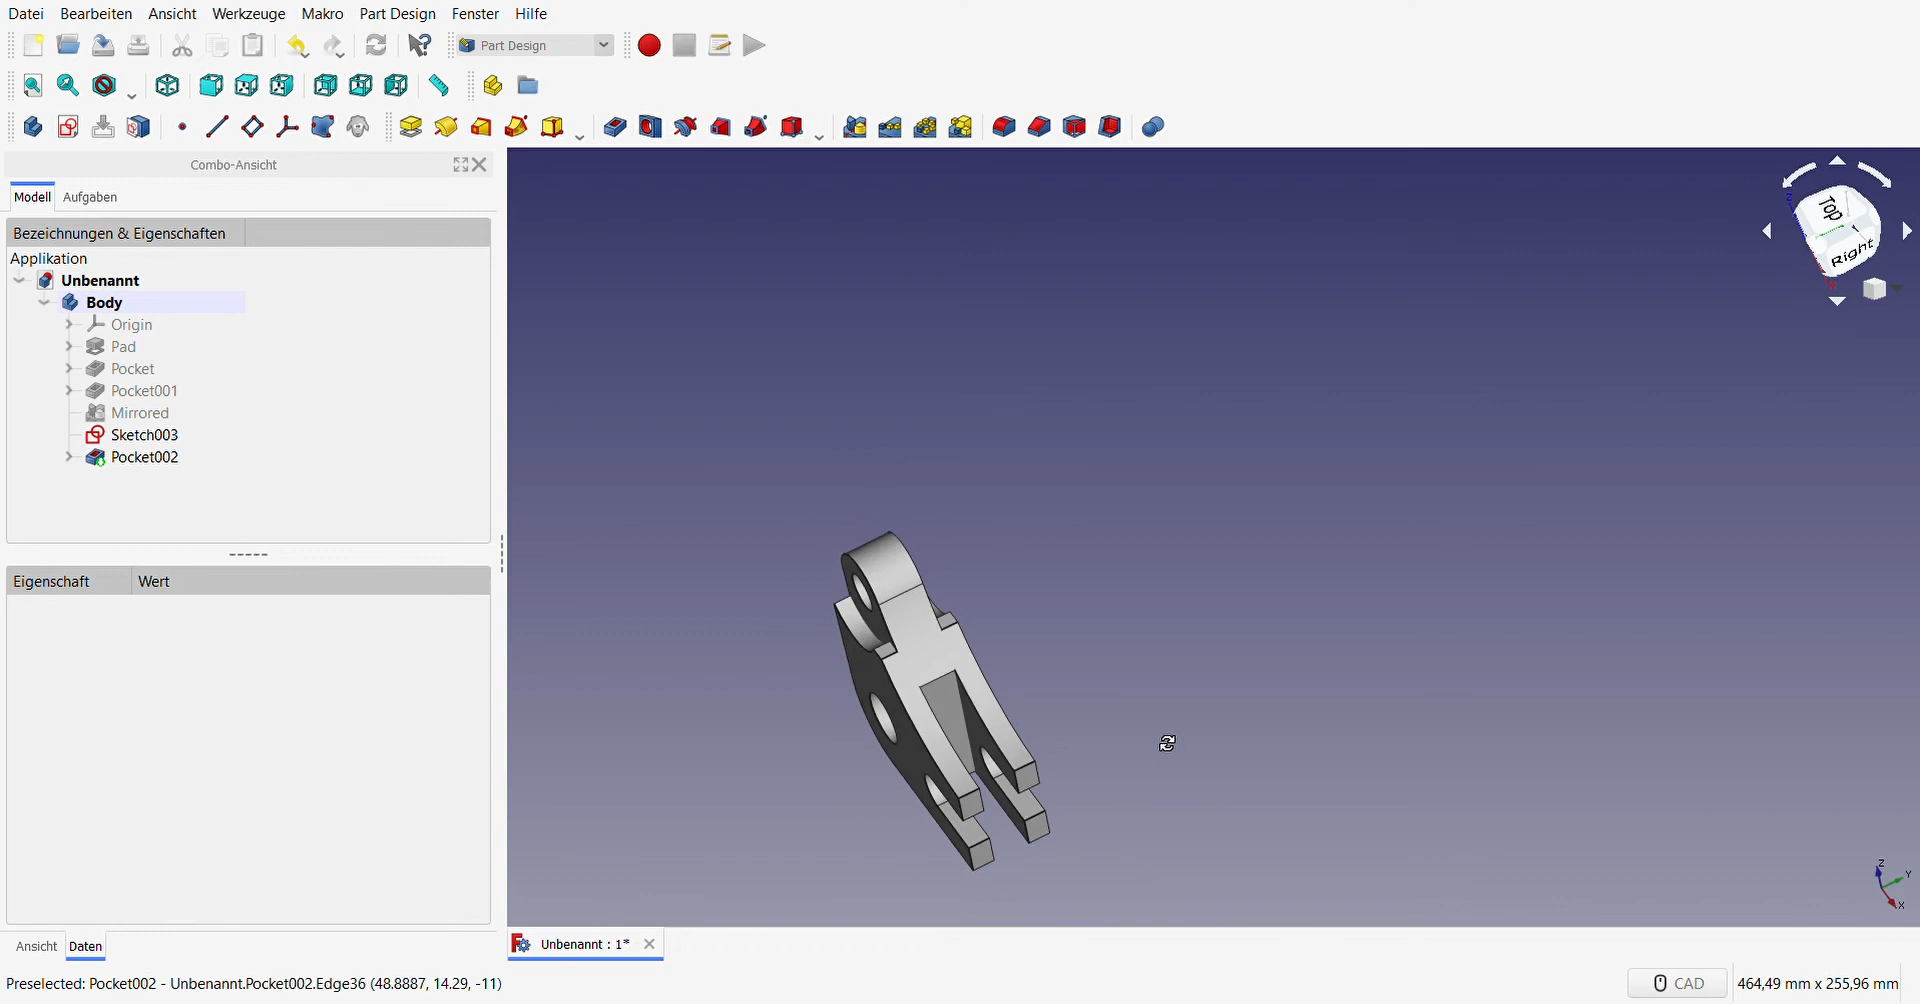 Datei Bearbeiten Ansicht Werkzeuge Makro Part Design Fenster Hilfe
Part Design
Combo-Ansicht
Modell Aufgaben
Bezeichnungen & Eigenschaften
Applikation
Unbenannt
Body
Origin
Pad
Pocket
Pocket001
Mirrored
Sketch003
Pocket002
Eigenschaft Wert
Top
Right
Z
X
Z
Y
X
Ansicht Daten
Unbenannt : 1*
Preselected: Pocket002 - Unbenannt.Pocket002.Edge36 (48.8887, 14.29, -11)
CAD
464,49 mm x 255,96 mm